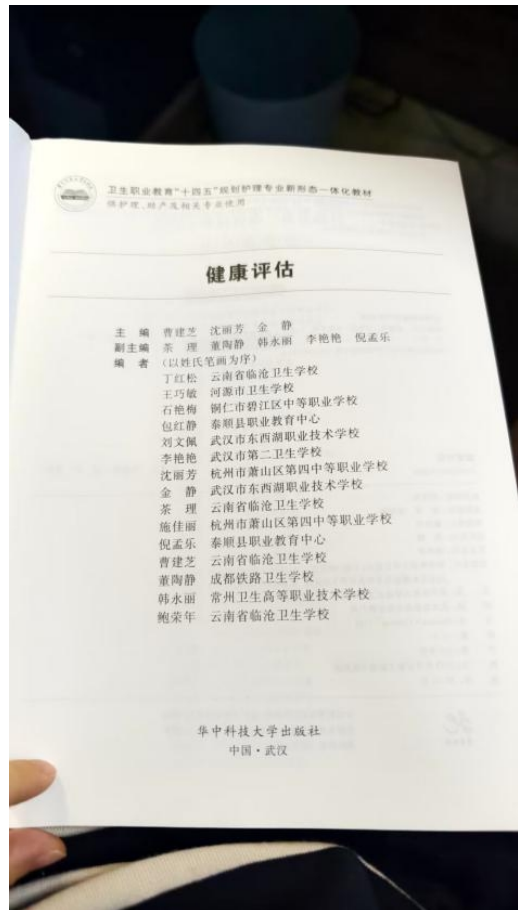 卫生职业教育“十四五”规划护理专业新形态一体化教材
供护理、助产及相关专业使用
健康评估
主 编 曹建芝 沈丽芳 金 静
副主编 茶 理 董陶静 韩永丽 李艳艳 倪孟乐
编 者 (以姓氏笔画为序)
丁红松 云南省临沧卫生学校
王巧敏 河源市卫生学校
石艳梅 铜仁市碧江区中等职业学校
包红静 泰顺县职业教育中心
刘文佩 武汉市东西湖职业技术学校
李艳艳 武汉市第二卫生学校
沈丽芳 杭州市萧山区第四中等职业学校
金 静 武汉市东西湖职业技术学校
茶 理 云南省临沧卫生学校
施佳丽 杭州市萧山区第四中等职业学校
倪孟乐 泰顺县职业教育中心
曹建芝 云南省临沧卫生学校
董陶静 成都铁路卫生学校
韩永丽 常州卫生高等职业技术学校
鲍荣年 云南省临沧卫生学校
华中科技大学出版社
中国·武汉